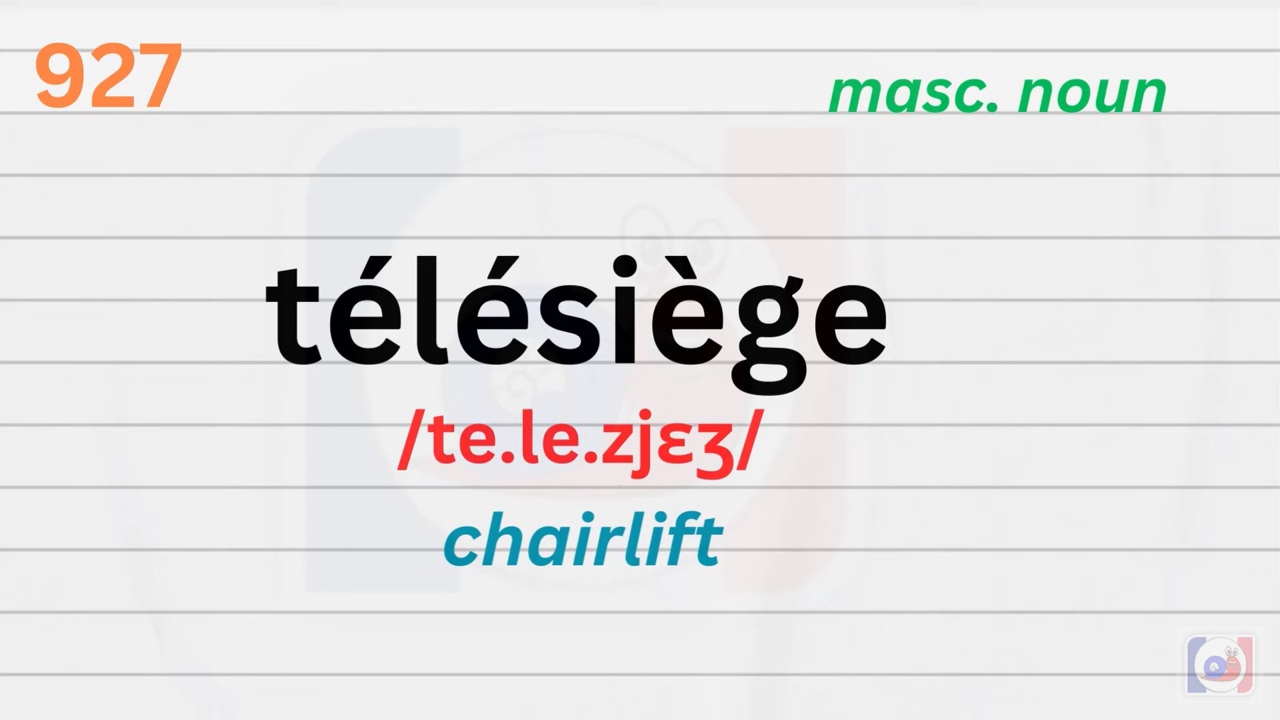 927
masc. noun
télésiège
/te.le.zjɛʒ/
chairlift